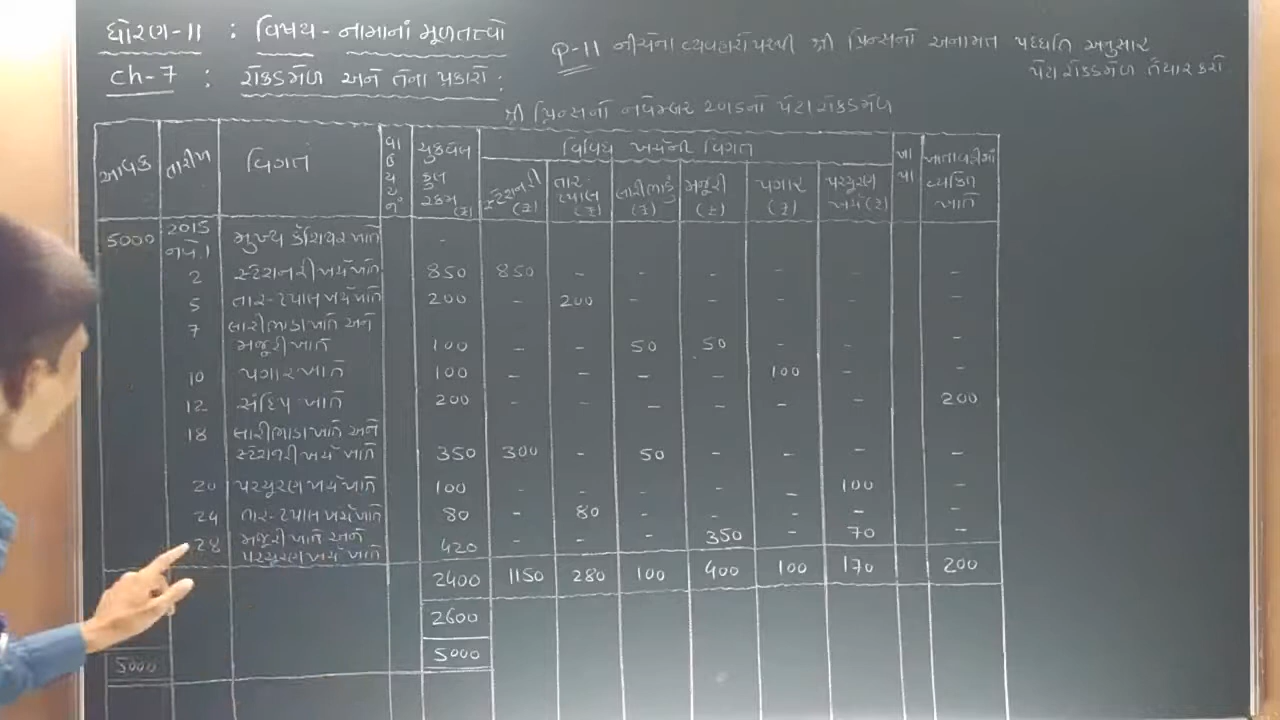 ધોરણ-11 : વિષય - નામાનાં મૂળતત્ત્વો
Ch-7 : રોકડમેળ અને તેના પ્રકારો :
P-11 નીચેના વ્યવહારો પરથી શ્રી પ્રિન્સનો અનામત પધ્ધતિ અનુસાર
પેટા રોકડમેળ તૈયાર કરો
શ્રી પ્રિન્સનો નવેમ્બર ૨૦૧૫નો પેટા રોકડમેળ
આવક તારીખ વિગત વાઉચર નં ચુકવેલ કુલ રકમ (રૂ) વિવિધ ખર્ચની વિગત ખા પા ખાતાવહીમાં વ્યક્તિ ખાતે
સ્ટેશનરી (રૂ) તાર ટપાલ (રૂ) લારીભાડું (રૂ) મજૂરી (રૂ) પગાર (રૂ) પરચૂરણ ખર્ચ (રૂ)
5000 2015 નવે.1 મુખ્ય કેશિયર ખાતે -
2 સ્ટેશનરી ખર્ચ ખાતે 850 850 - - - - - -
5 તાર-ટપાલ ખર્ચ ખાતે 200 - 200 - - - - -
7 લારીભાડા ખાતે અને
મજૂરી ખાતે 100 - - 50 50 - - -
10 પગાર ખાતે 100 - - - - 100 - -
12 સંદિપ ખાતે 200 - - - - - - 200
18 લારીભાડા ખાતે અને
સ્ટેશનરી ખર્ચ ખાતે 350 300 - 50 - - - -
20 પરચૂરણ ખર્ચ ખાતે 100 - - - - - 100 -
24 તાર-ટપાલ ખર્ચ ખાતે 80 - 80 - - - - -
28 મજૂરી ખાતે અને
પરચૂરણ ખર્ચ ખાતે 420 - - - 350 - 70 -
2400 1150 280 100 400 100 170 200
2600
5000 5000